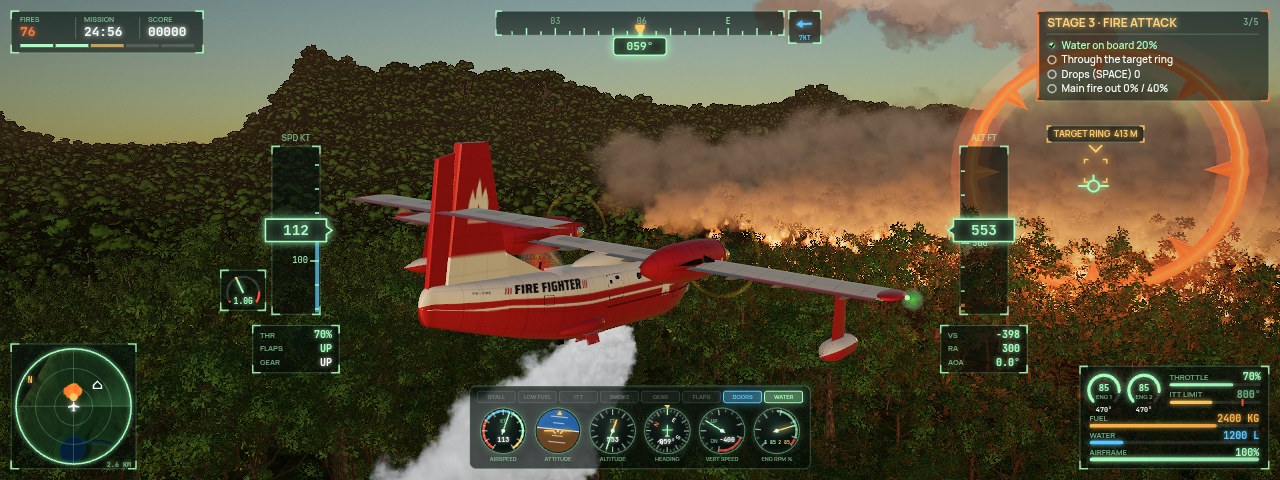 FIRES
76
MISSION
24:56
SCORE
00000
03 06 E
059°
7KT
STAGE 3 · FIRE ATTACK 3/5
Water on board 20%
Through the target ring
Drops (SPACE) 0
Main fire out 0% / 40%
TARGET RING 413 M
SPD KT
112
100
1.0G
THR 70%
FLAPS UP
GEAR UP
ALT FT
553
VS -398
RA 300
AOA 0.0°
FIRE FIGHTER
N
2.6 KM
STALL LOW FUEL ITT SMOKE GEAR FLAPS DOORS WATER
113
553
059°
-400
AIRSPEED ATTITUDE ALTITUDE HEADING VERT SPEED ENG RPM %
85 ENG 1 470°
85 ENG 2 470°
THROTTLE 70%
ITT LIMIT 800°
FUEL 2400 KG
WATER 1200 L
AIRFRAME 100%